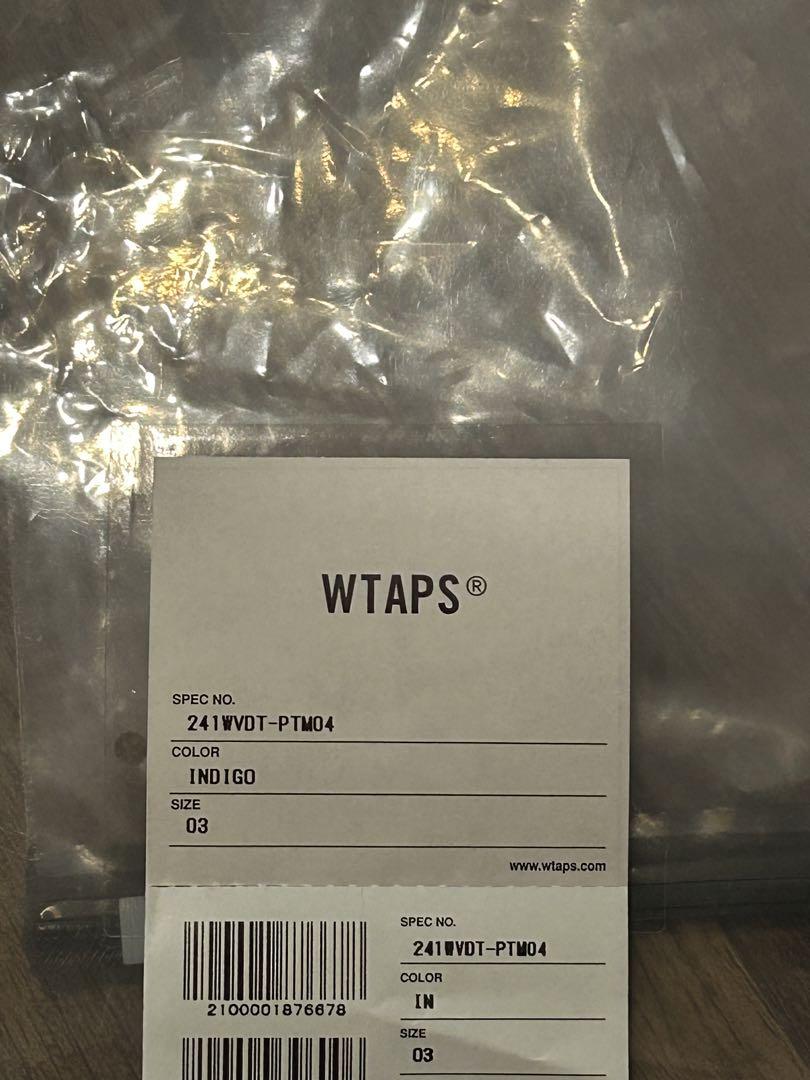 WTAPS®
SPEC NO.
241WVDT-PTM04
COLOR
INDIGO
SIZE
03
www.wtaps.com
SPEC NO.
241WVDT-PTM04
COLOR
IN
SIZE
03
2100001876678